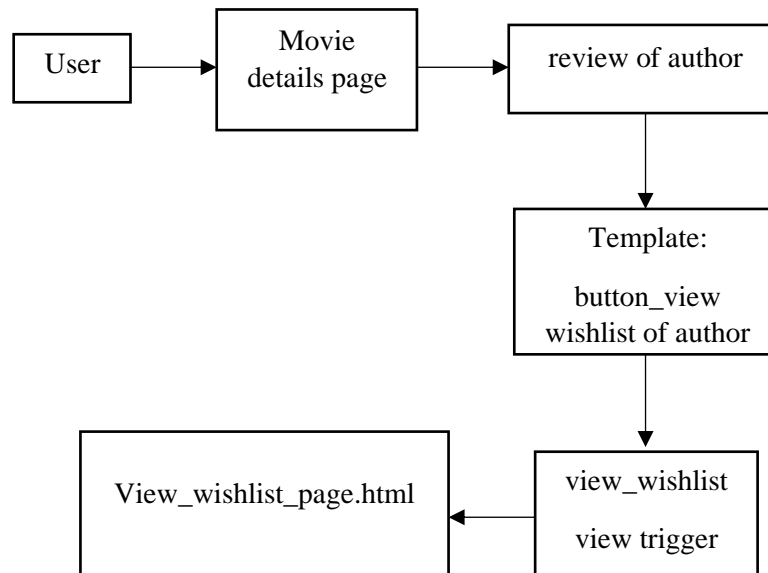 User
Movie
details page
review of author
Template:
button_view
wishlist of author
view_wishlist
view trigger
View_wishlist_page.html